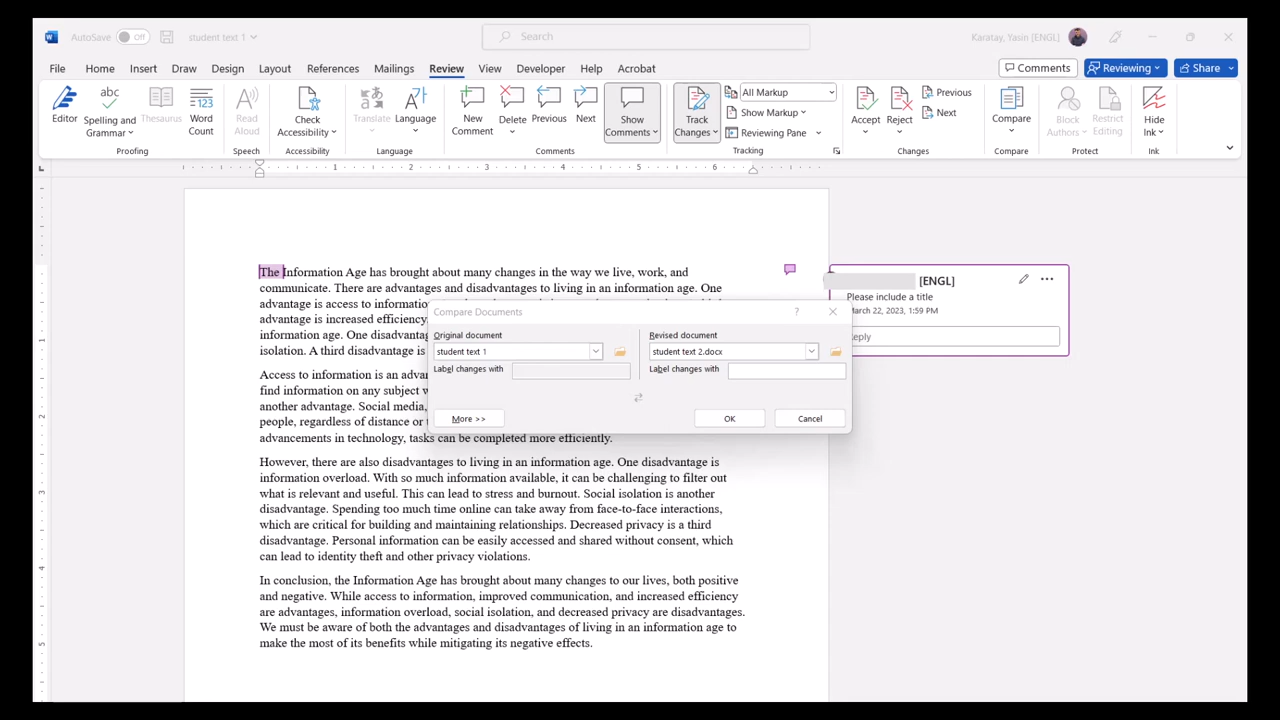 AutoSave Off student text 1 Search Karatay, Yasin [ENGL]
File Home Insert Draw Design Layout References Mailings Review View Developer Help Acrobat Comments Reviewing Share
Editor Spelling and Grammar Thesaurus Word Count Read Aloud Check Accessibility Translate Language New Comment Delete Previous Next Show Comments Track Changes All Markup Show Markup Reviewing Pane Accept Reject Previous Next Compare Block Authors Restrict Editing Hide Ink
Proofing Speech Accessibility Language Comments Tracking Changes Compare Protect Ink
1 2 3 4 5 6
The Information Age has brought about many changes in the way we live, work, and
communicate. There are advantages and disadvantages to living in an information age. One
advantage is access to information
advantage is increased efficiency,
information age. One disadvantage
isolation. A third disadvantage is
Access to information is an
find information on any subject
another advantage. Social media,
people, regardless of distance or
advancements in technology, tasks can be completed more efficiently.
However, there are also disadvantages to living in an information age. One disadvantage is
information overload. With so much information available, it can be challenging to filter out
what is relevant and useful. This can lead to stress and burnout. Social isolation is another
disadvantage. Spending too much time online can take away from face-to-face interactions,
which are critical for building and maintaining relationships. Decreased privacy is a third
disadvantage. Personal information can be easily accessed and shared without consent, which
can lead to identity theft and other privacy violations.
In conclusion, the Information Age has brought about many changes to our lives, both positive
and negative. While access to information, improved communication, and increased efficiency
are advantages, information overload, social isolation, and decreased privacy are disadvantages.
We must be aware of both the advantages and disadvantages of living in an information age to
make the most of its benefits while mitigating its negative effects.
Compare Documents ? 
Original document Revised document
student text 1 student text 2.docx
Label changes with Label changes with
More >> OK Cancel
[ENGL]
Please include a title
March 22, 2023, 1:59 PM
eply
1
2
3
4
5